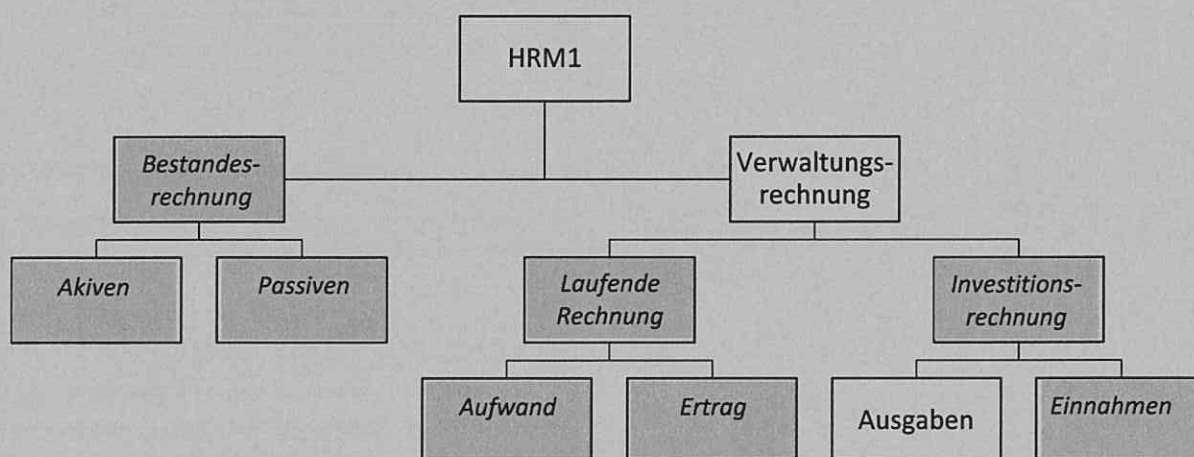 HRM1
Bestandes-
rechnung
Verwaltungs-
rechnung
Akiven
Passiven
Laufende
Rechnung
Investitions-
rechnung
Aufwand
Ertrag
Ausgaben
Einnahmen